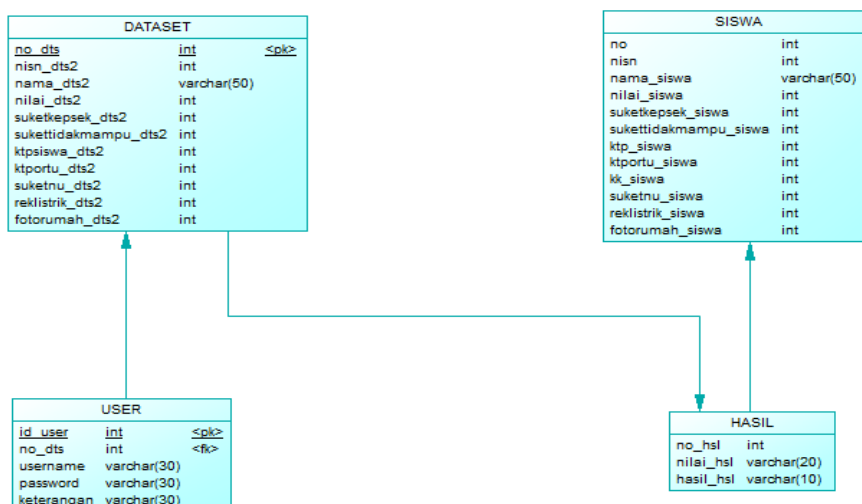 DATASET
no_dts int <pk>
nisn_dts2 int
nama_dts2 varchar(50)
nilai_dts2 int
suketkepsek_dts2 int
sukettidakmampu_dts2 int
ktpsiswa_dts2 int
ktportu_dts2 int
suketnu_dts2 int
reklistrik_dts2 int
fotorumah_dts2 int
SISWA
no int
nisn int
nama_siswa varchar(50)
nilai_siswa int
suketkepsek_siswa int
sukettidakmampu_siswa int
ktp_siswa int
ktportu_siswa int
kk_siswa int
suketnu_siswa int
reklistrik_siswa int
fotorumah_siswa int
USER
id_user int <pk>
no_dts int <fk>
username varchar(30)
password varchar(30)
keterangan varchar(30)
HASIL
no_hsl int
nilai_hsl varchar(20)
hasil_hsl varchar(10)